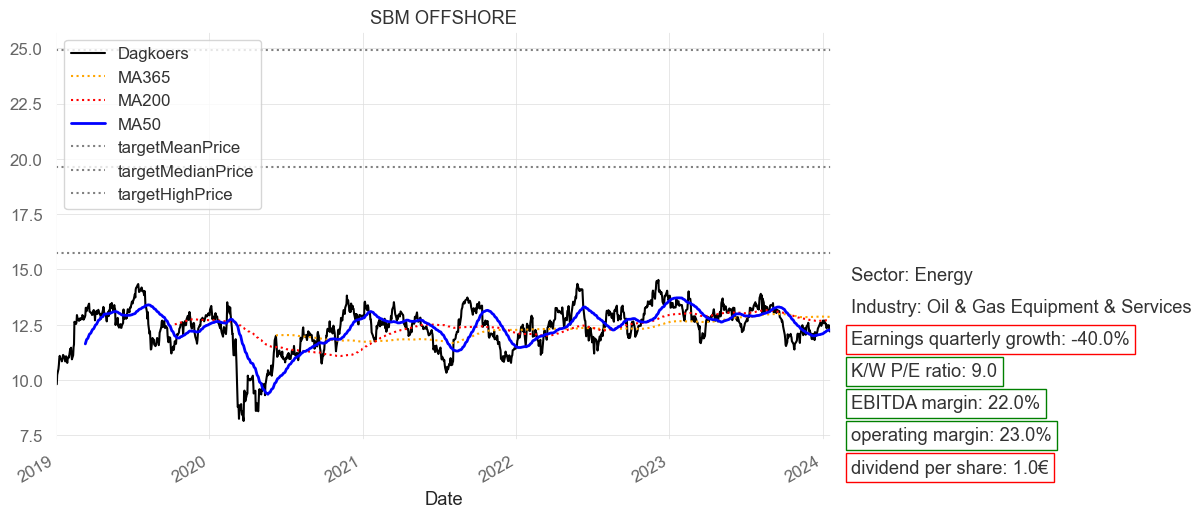 SBM OFFSHORE
25.0
22.5
20.0
17.5
15.0
12.5
10.0
7.5
Dagkoers
MA365
MA200
MA50
targetMeanPrice
targetMedianPrice
targetHighPrice
2019
2020
2021
2022
2023
2024
Date
Sector: Energy
Industry: Oil & Gas Equipment & Services
Earnings quarterly growth: -40.0%
K/W P/E ratio: 9.0
EBITDA margin: 22.0%
operating margin: 23.0%
dividend per share: 1.0€